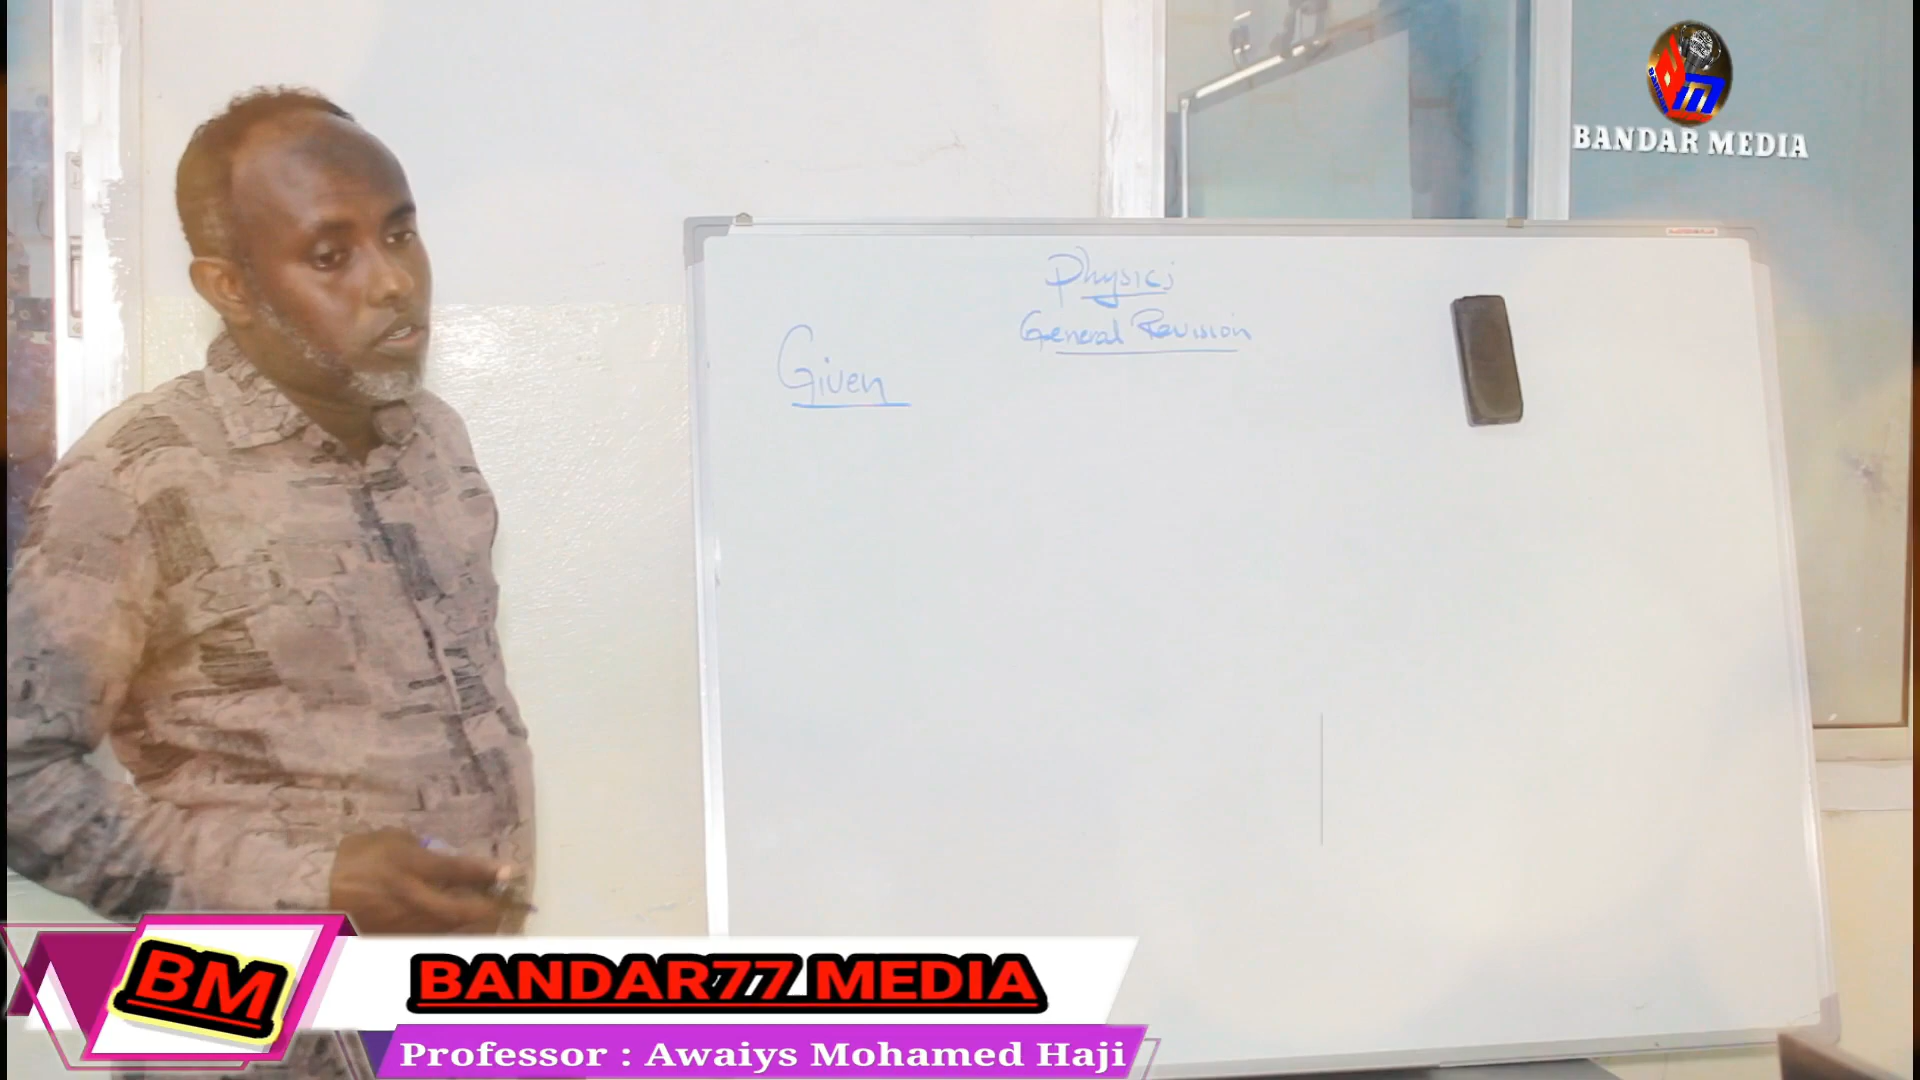 BANDAR MEDIA
Physics
General Revision
Given
BM
BANDAR77 MEDIA
Professor : Awaiys Mohamed Haji